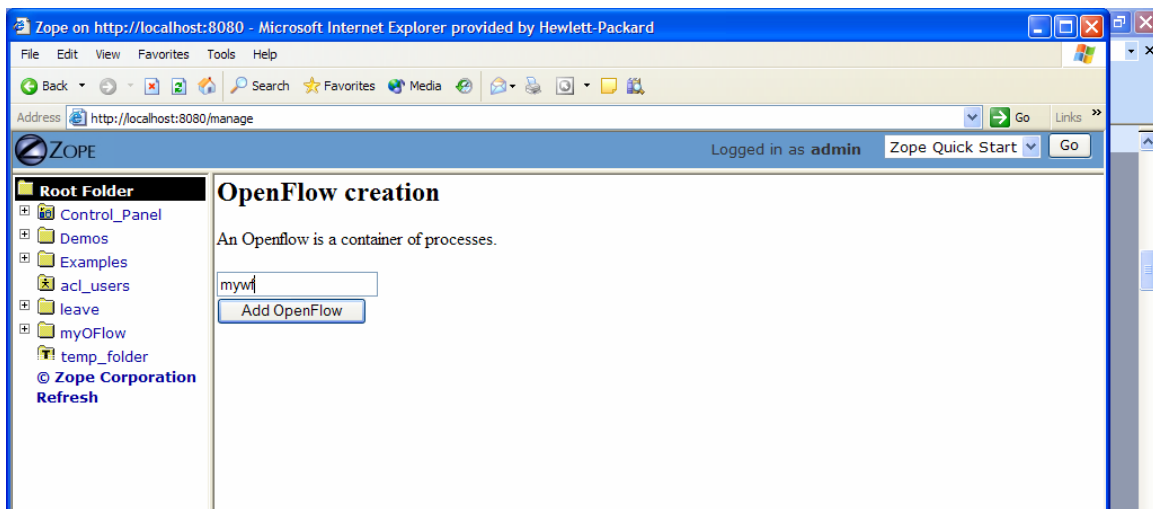 Zope on http://localhost:8080 - Microsoft Internet Explorer provided by Hewlett-Packard
File Edit View Favorites Tools Help
Back Search Favorites Media
Address http://localhost:8080/manage Go Links »
ZOPE Logged in as admin Zope Quick Start Go
Root Folder
Control_Panel
Demos
Examples
acl_users
leave
myOFlow
temp_folder
© Zope Corporation
Refresh
OpenFlow creation
An Openflow is a container of processes.
mywf
Add OpenFlow